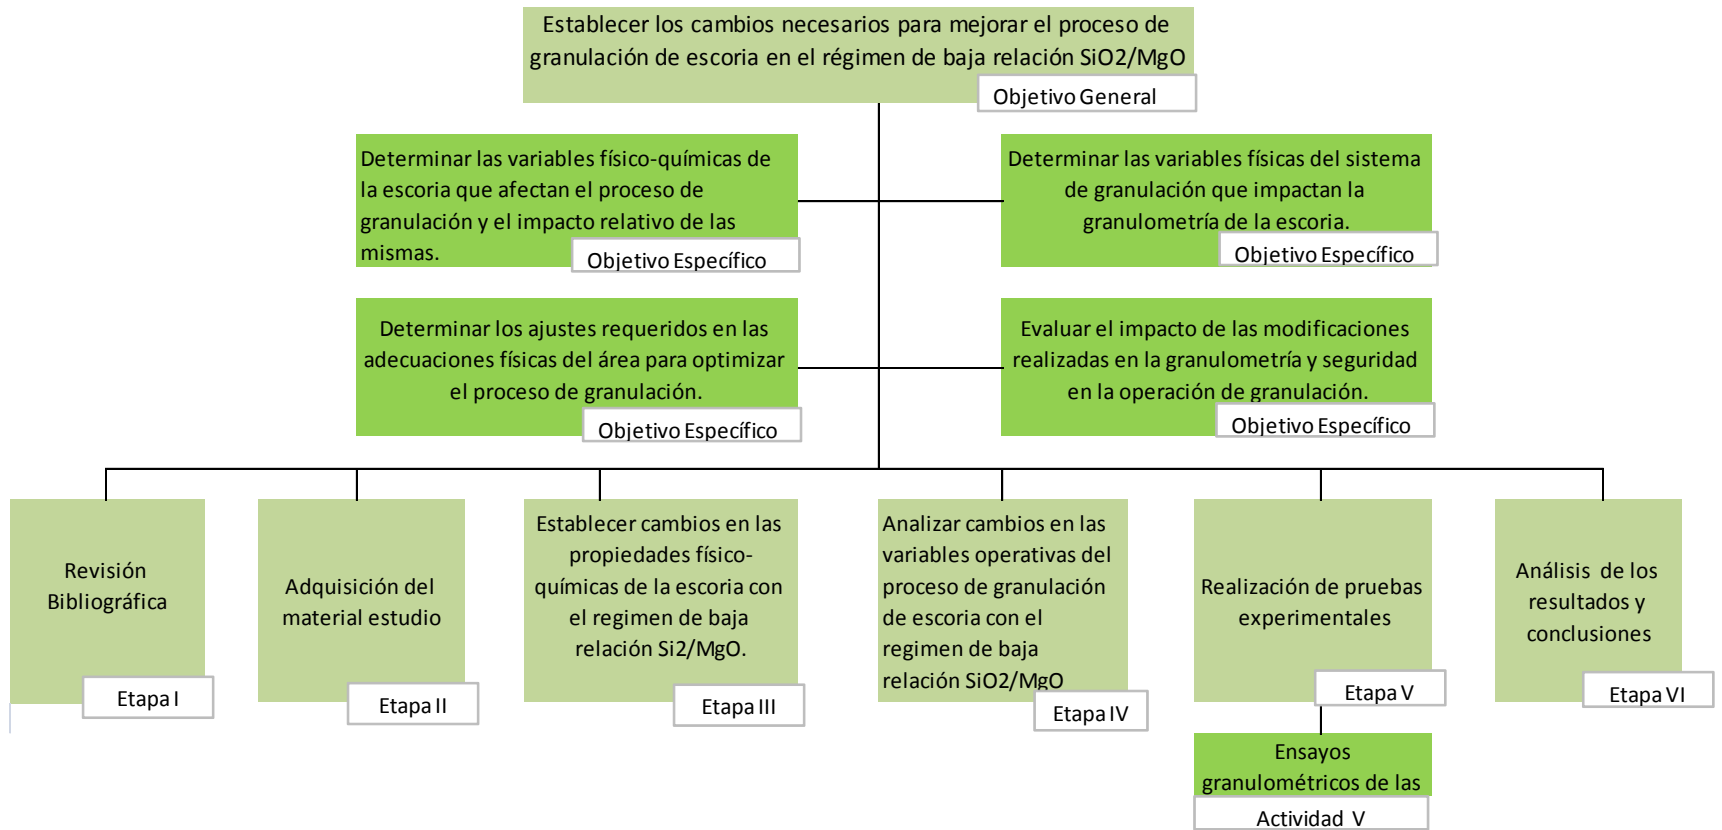 Establecer los cambios necesarios para mejorar el proceso de
granulación de escoria en el régimen de baja relación SiO2/MgO
Objetivo General
Determinar las variables físico-químicas de
la escoria que afectan el proceso de
granulación y el impacto relativo de las
mismas.
Objetivo Específico
Determinar las variables físicas del sistema
de granulación que impactan la
granulometría de la escoria.
Objetivo Específico
Determinar los ajustes requeridos en las
adecuaciones físicas del área para optimizar
el proceso de granulación.
Objetivo Específico
Evaluar el impacto de las modificaciones
realizadas en la granulometría y seguridad
en la operación de granulación.
Objetivo Específico
Revisión
Bibliográfica
Etapa I
Adquisición del
material estudio
Etapa II
Establecer cambios en las
propiedades físico-
químicas de la escoria con
el regimen de baja
relación Si2/MgO.
Etapa III
Analizar cambios en las
variables operativas del
proceso de granulación
de escoria con el
regimen de baja
relación SiO2/MgO
Etapa IV
Realización de pruebas
experimentales
Etapa V
Ensayos
granulométricos de las
Actividad V
Análisis de los
resultados y
conclusiones
Etapa VI